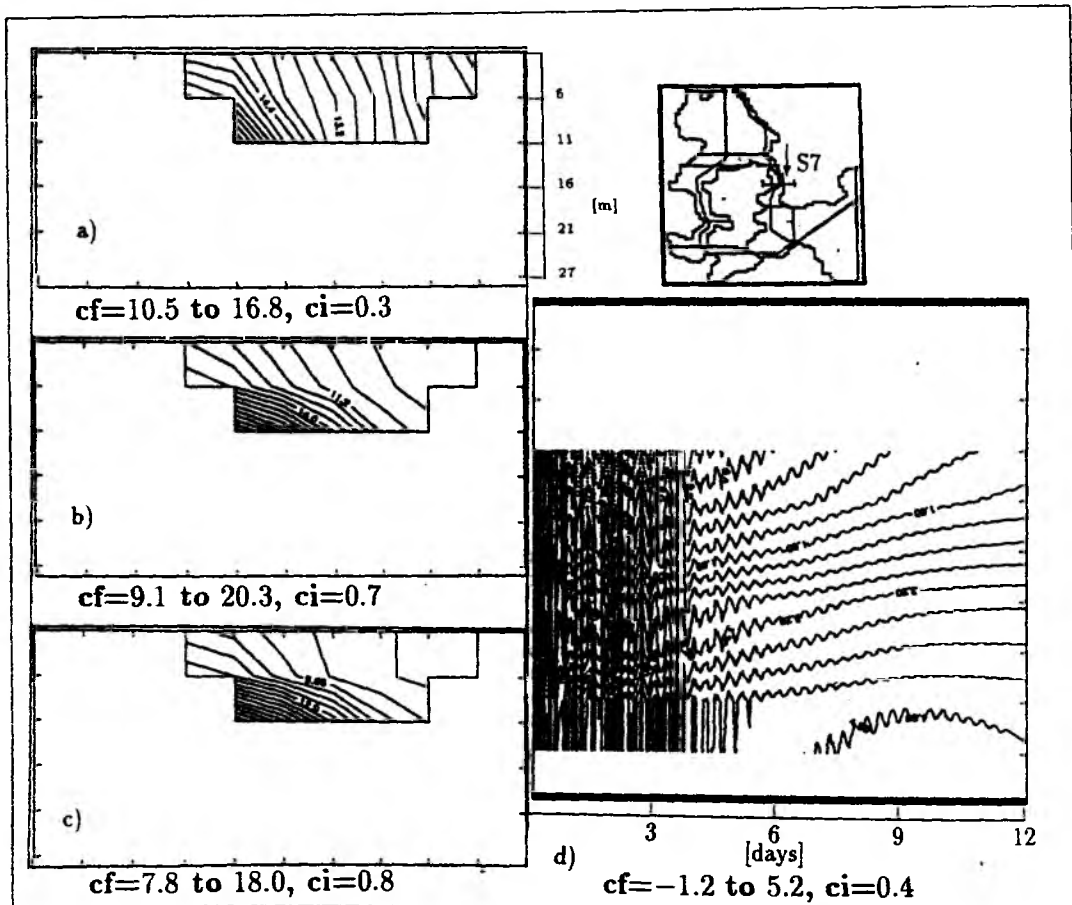 6
11
16
21
27
[m]
S7
14.4
a)
cf=10.5 to 16.8, ci=0.3
b)
cf=9.1 to 20.3, ci=0.7
c)
cf=7.8 to 18.0, ci=0.8
3
6
9
12
[days]
d)
cf=−1.2 to 5.2, ci=0.4